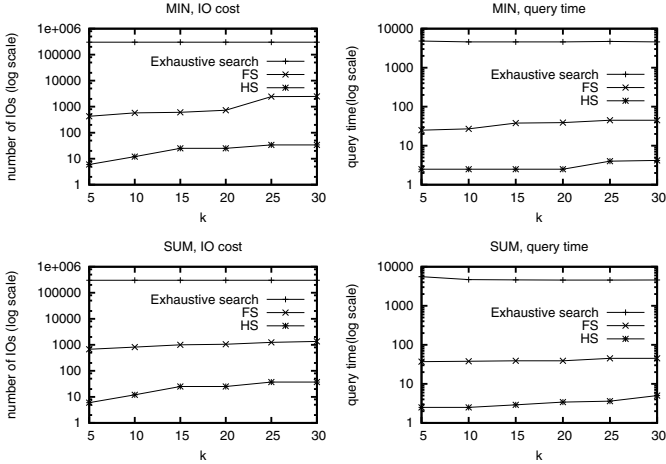 MIN, IO cost
number of IOs (log scale)
1e+006
100000
10000
1000
100
10
1
Exhaustive search
FS
HS
5 10 15 20 25 30
k
MIN, query time
query time(log scale)
10000
1000
100
10
1
Exhaustive search
FS
HS
5 10 15 20 25 30
k
SUM, IO cost
number of IOs (log scale)
1e+006
100000
10000
1000
100
10
1
Exhaustive search
FS
HS
5 10 15 20 25 30
k
SUM, query time
query time(log scale)
10000
1000
100
10
1
Exhaustive search
FS
HS
5 10 15 20 25 30
k